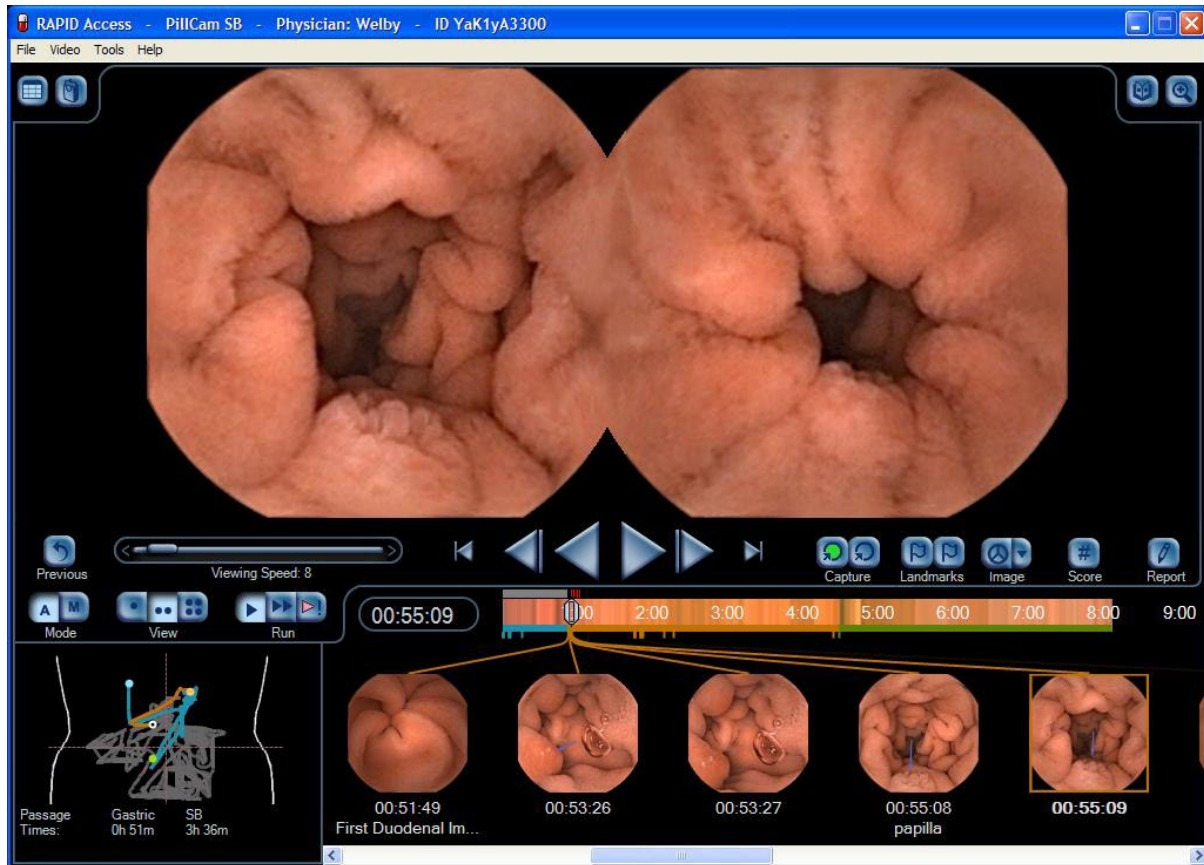 RAPID Access - PillCam SB - Physician: Welby - ID YaK1yA3300
File Video Tools Help
Previous
Viewing Speed: 8
Capture Landmarks Image Score Report
A M
Mode View Run
00:55:09
1:00 2:00 3:00 4:00 5:00 6:00 7:00 8:00 9:00
00:51:49 00:53:26 00:53:27 00:55:08 00:55:09
First Duodenal Im... papilla
Passage Gastric SB
Times: 0h 51m 3h 36m